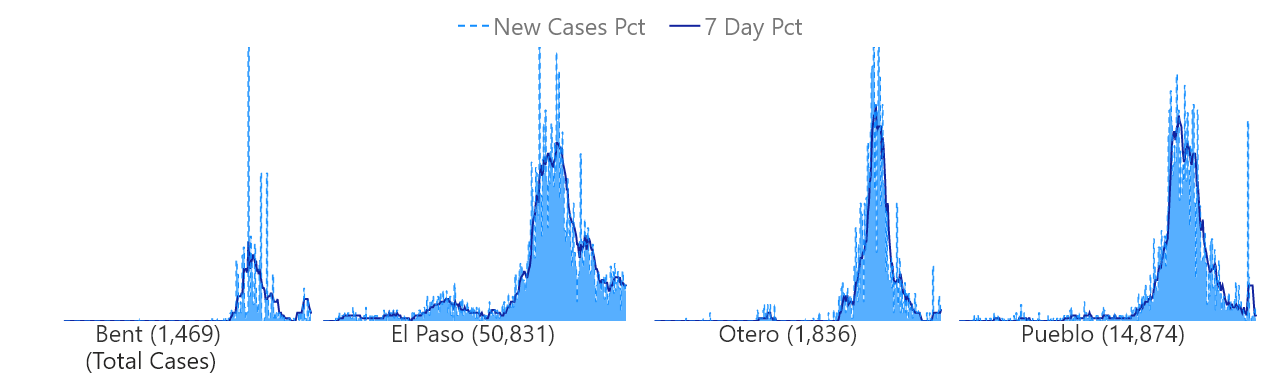 New Cases Pct 7 Day Pct
Bent (1,469) El Paso (50,831) Otero (1,836) Pueblo (14,874)
(Total Cases)